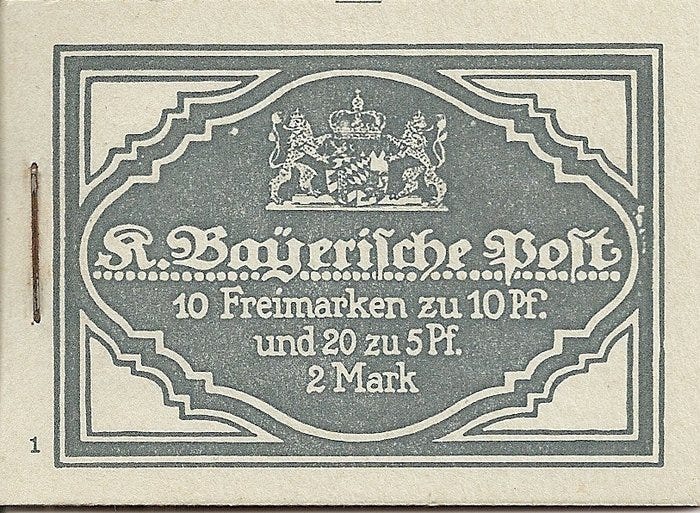 K. Bayerische Post
10 Freimarken zu 10 Pf.
und 20 zu 5 Pf.
2 Mark
1